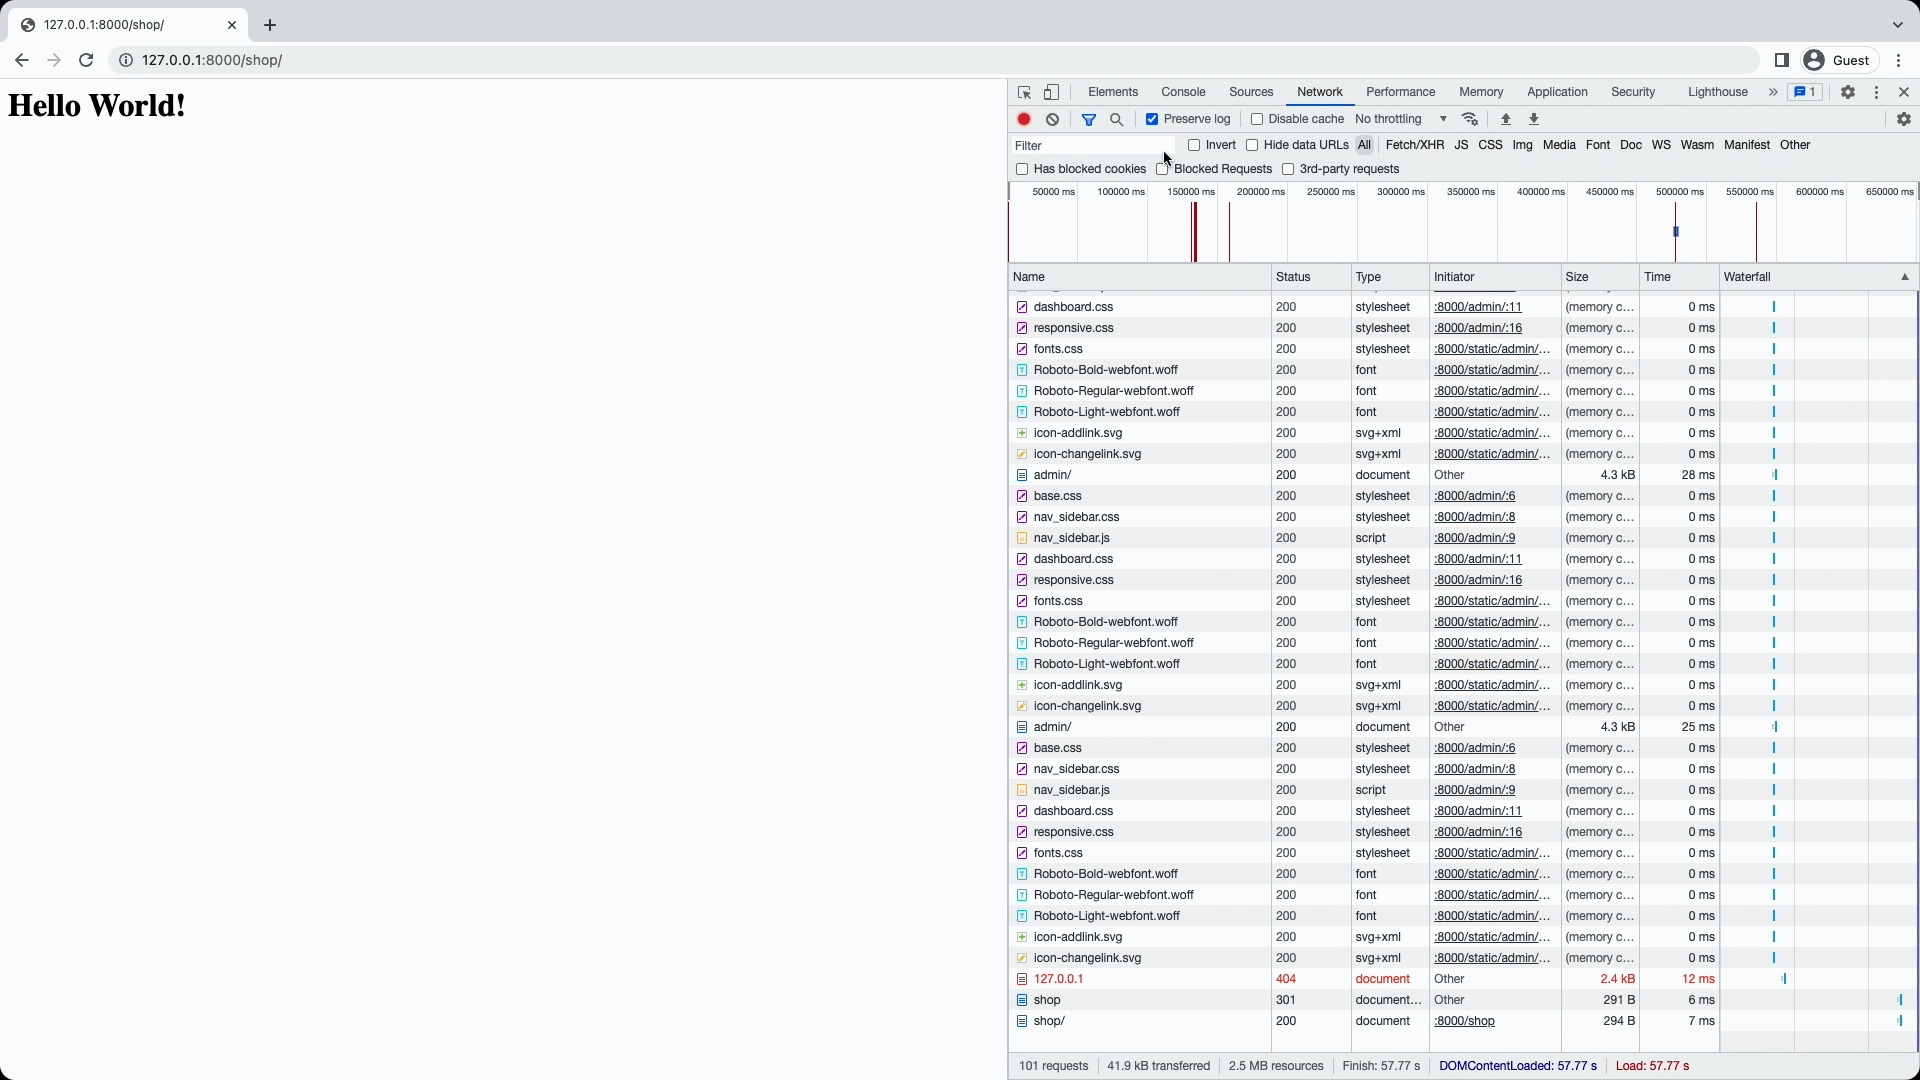 127.0.0.1:8000/shop/
127.0.0.1:8000/shop/ Guest
Hello World!
Elements Console Sources Network Performance Memory Application Security Lighthouse » 1
Preserve log Disable cache No throttling
Filter Invert Hide data URLs All Fetch/XHR JS CSS Img Media Font Doc WS Wasm Manifest Other
Has blocked cookies Blocked Requests 3rd-party requests
50000 ms 100000 ms 150000 ms 200000 ms 250000 ms 300000 ms 350000 ms 400000 ms 450000 ms 500000 ms 550000 ms 600000 ms 650000 ms
Name Status Type Initiator Size Time Waterfall
dashboard.css 200 stylesheet :8000/admin/:11 (memory c... 0 ms
responsive.css 200 stylesheet :8000/admin/:16 (memory c... 0 ms
fonts.css 200 stylesheet :8000/static/admin/... (memory c... 0 ms
Roboto-Bold-webfont.woff 200 font :8000/static/admin/... (memory c... 0 ms
Roboto-Regular-webfont.woff 200 font :8000/static/admin/... (memory c... 0 ms
Roboto-Light-webfont.woff 200 font :8000/static/admin/... (memory c... 0 ms
icon-addlink.svg 200 svg+xml :8000/static/admin/... (memory c... 0 ms
icon-changelink.svg 200 svg+xml :8000/static/admin/... (memory c... 0 ms
admin/ 200 document Other 4.3 kB 28 ms
base.css 200 stylesheet :8000/admin/:6 (memory c... 0 ms
nav_sidebar.css 200 stylesheet :8000/admin/:8 (memory c... 0 ms
nav_sidebar.js 200 script :8000/admin/:9 (memory c... 0 ms
dashboard.css 200 stylesheet :8000/admin/:11 (memory c... 0 ms
responsive.css 200 stylesheet :8000/admin/:16 (memory c... 0 ms
fonts.css 200 stylesheet :8000/static/admin/... (memory c... 0 ms
Roboto-Bold-webfont.woff 200 font :8000/static/admin/... (memory c... 0 ms
Roboto-Regular-webfont.woff 200 font :8000/static/admin/... (memory c... 0 ms
Roboto-Light-webfont.woff 200 font :8000/static/admin/... (memory c... 0 ms
icon-addlink.svg 200 svg+xml :8000/static/admin/... (memory c... 0 ms
icon-changelink.svg 200 svg+xml :8000/static/admin/... (memory c... 0 ms
admin/ 200 document Other 4.3 kB 25 ms
base.css 200 stylesheet :8000/admin/:6 (memory c... 0 ms
nav_sidebar.css 200 stylesheet :8000/admin/:8 (memory c... 0 ms
nav_sidebar.js 200 script :8000/admin/:9 (memory c... 0 ms
dashboard.css 200 stylesheet :8000/admin/:11 (memory c... 0 ms
responsive.css 200 stylesheet :8000/admin/:16 (memory c... 0 ms
fonts.css 200 stylesheet :8000/static/admin/... (memory c... 0 ms
Roboto-Bold-webfont.woff 200 font :8000/static/admin/... (memory c... 0 ms
Roboto-Regular-webfont.woff 200 font :8000/static/admin/... (memory c... 0 ms
Roboto-Light-webfont.woff 200 font :8000/static/admin/... (memory c... 0 ms
icon-addlink.svg 200 svg+xml :8000/static/admin/... (memory c... 0 ms
icon-changelink.svg 200 svg+xml :8000/static/admin/... (memory c... 0 ms
127.0.0.1 404 document Other 2.4 kB 12 ms
shop 301 document... Other 291 B 6 ms
shop/ 200 document :8000/shop 294 B 7 ms
101 requests 41.9 kB transferred 2.5 MB resources Finish: 57.77 s DOMContentLoaded: 57.77 s Load: 57.77 s